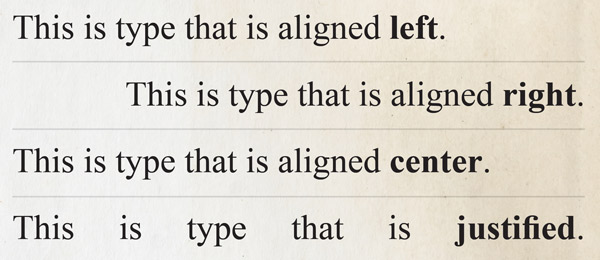 This is type that is aligned left.
This is type that is aligned right.
This is type that is aligned center.
This is type that is justified.